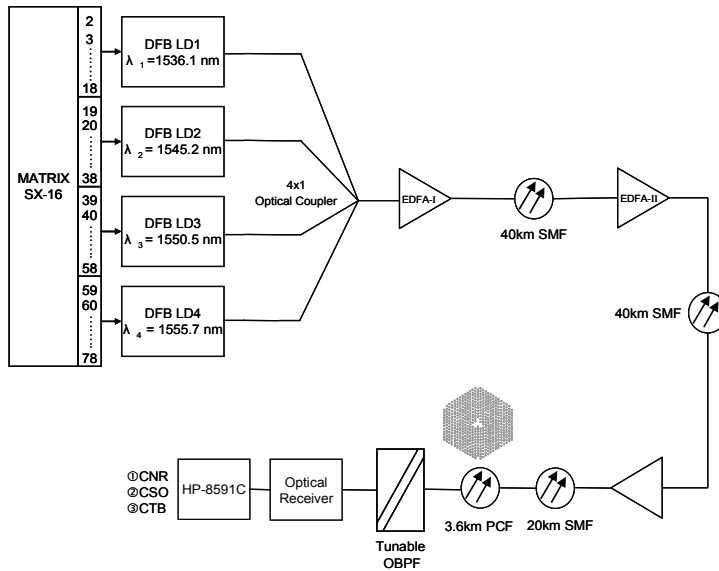 MATRIX
SX-16
2
3
18
19
20
38
39
40
58
59
60
78
DFB LD1
λ 1 =1536.1 nm
DFB LD2
λ 2 =1545.2 nm
DFB LD3
λ 3 =1550.5 nm
DFB LD4
λ 4 =1555.7 nm
4x1
Optical Coupler
EDFA-I
40km SMF
EDFA-II
40km SMF
①CNR
②CSO
③CTB
HP-8591C
Optical
Receiver
Tunable
OBPF
3.6km PCF
20km SMF